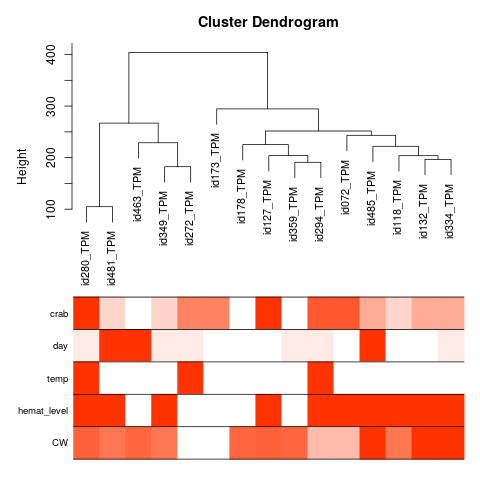 Cluster Dendrogram
Height
400
300
200
100
id280_TPM
id481_TPM
id463_TPM
id349_TPM
id272_TPM
id173_TPM
id178_TPM
id127_TPM
id359_TPM
id294_TPM
id072_TPM
id485_TPM
id118_TPM
id132_TPM
id334_TPM
crab
day
temp
hemat_level
CW